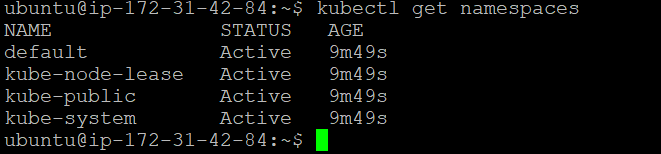 ubuntu@ip-172-31-42-84:~$ kubectl get namespaces
NAME              STATUS   AGE
default           Active   9m49s
kube-node-lease   Active   9m49s
kube-public       Active   9m49s
kube-system       Active   9m49s
ubuntu@ip-172-31-42-84:~$